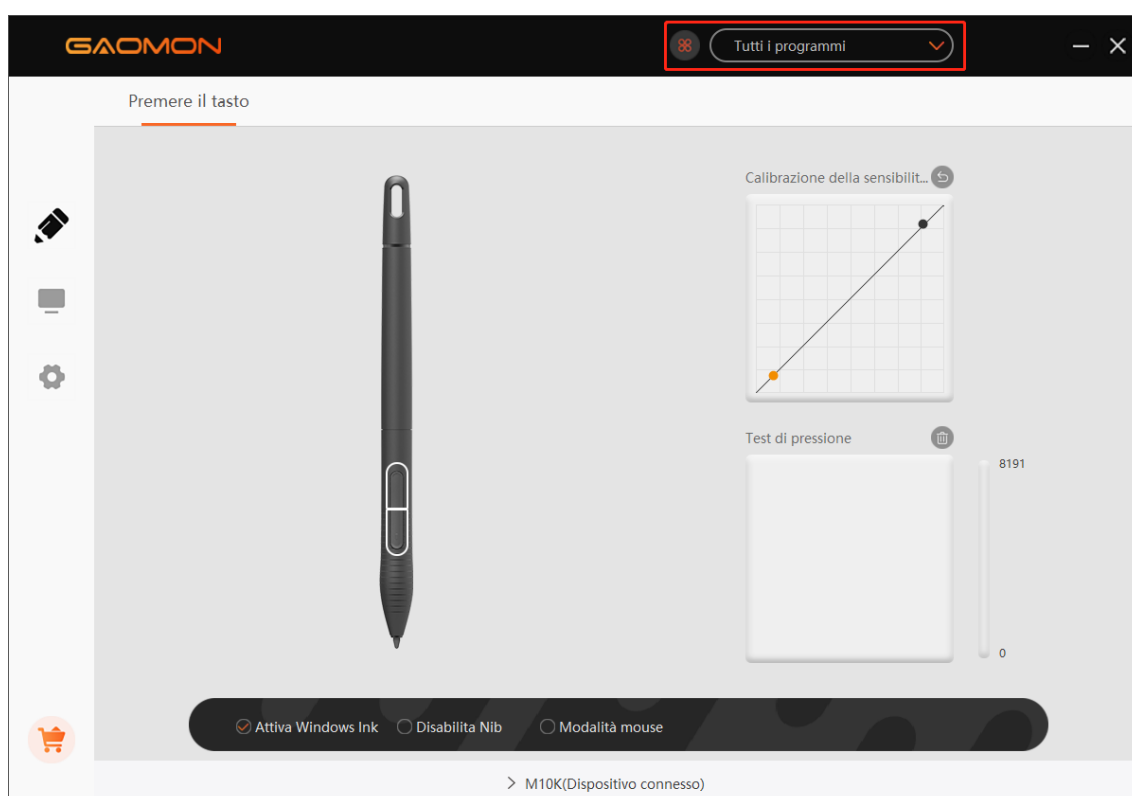 GAOMON
Tutti i programmi
Premere il tasto
Calibrazione della sensibilit...
Test di pressione
8191
0
Attiva Windows Ink
Disabilita Nib
Modalità mouse
M10K(Dispositivo connesso)